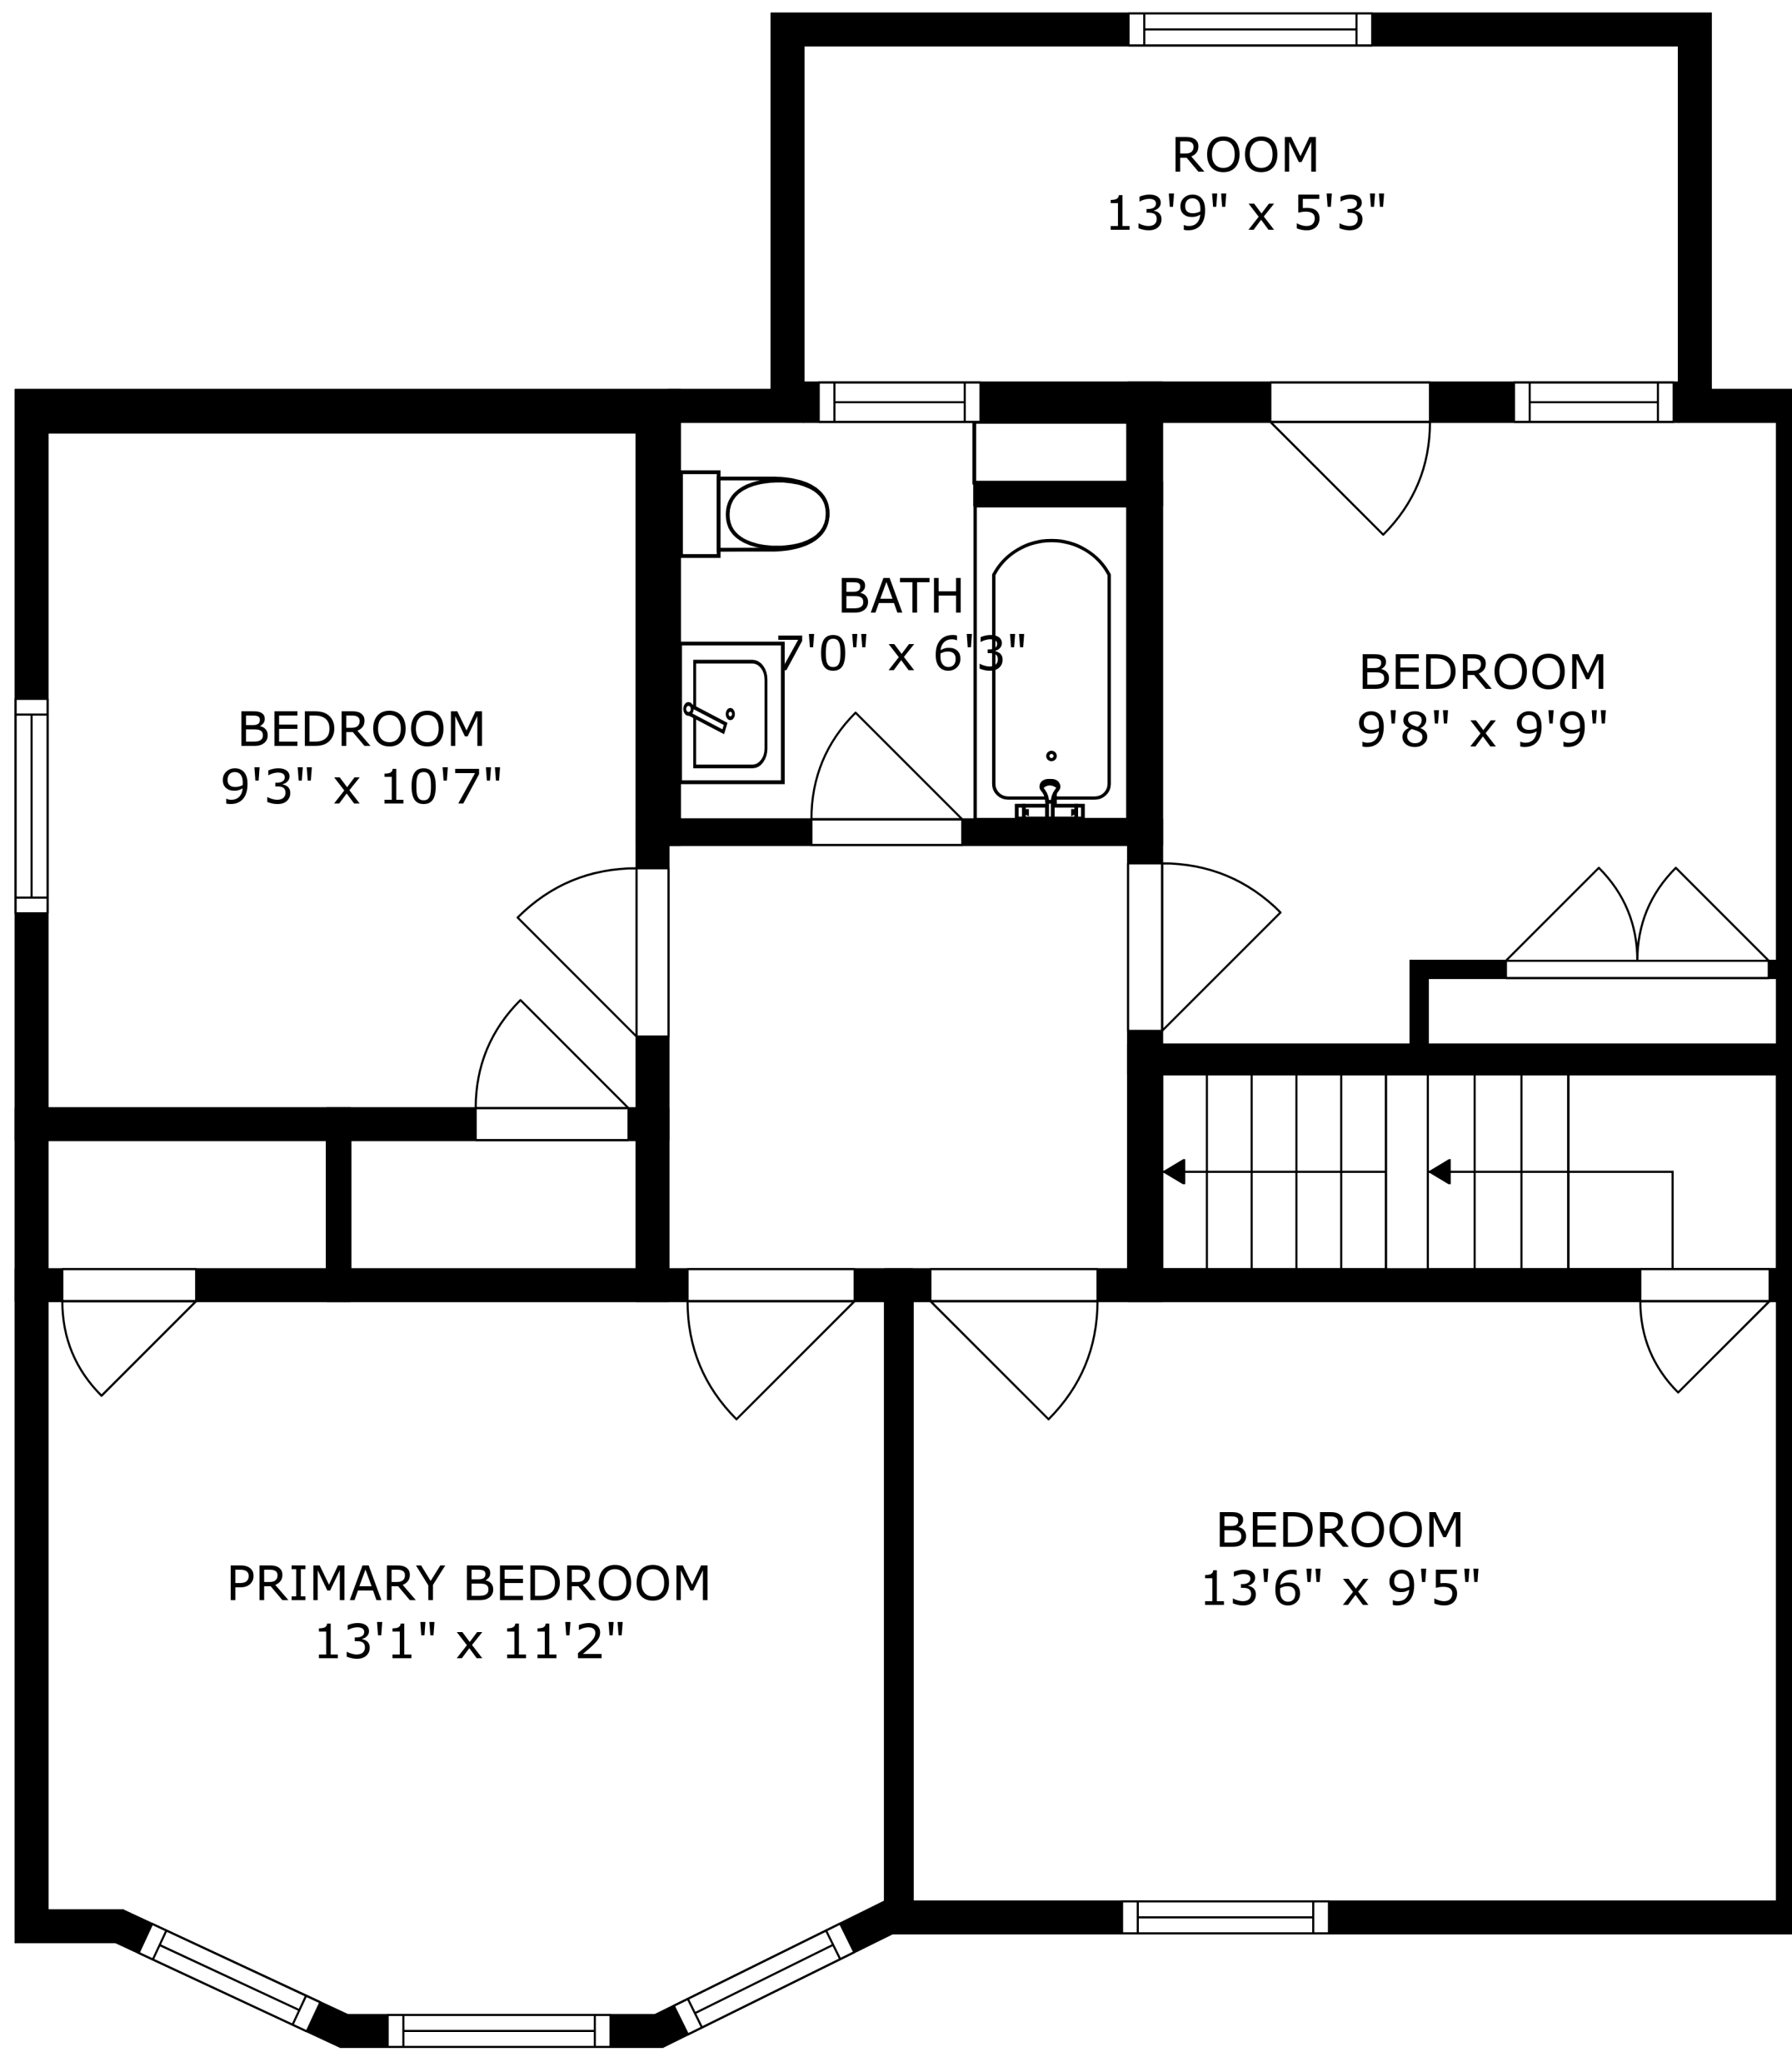 ROOM
13'9" x 5'3"
BATH
7'0" x 6'3"
BEDROOM
9'8" x 9'9"
BEDROOM
9'3" x 10'7"
BEDROOM
13'6" x 9'5"
PRIMARY BEDROOM
13'1" x 11'2"